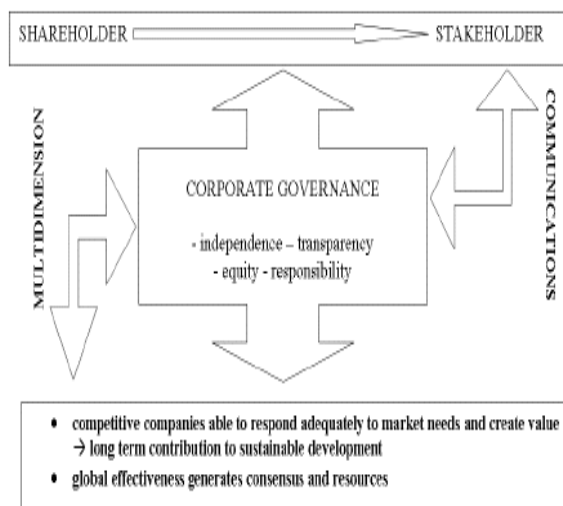 SHAREHOLDER STAKEHOLDER
MULTIDIMENSION
COMMUNICATIONS
CORPORATE GOVERNANCE
- independence – transparency
- equity - responsibility
• competitive companies able to respond adequately to market needs and create value
→ long term contribution to sustainable development
• global effectiveness generates consensus and resources